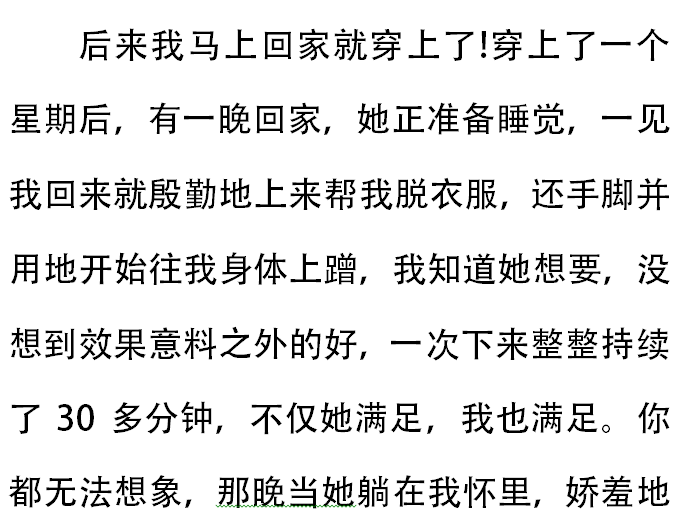 后来我马上回家就穿上了!穿上了一个
星期后，有一晚回家，她正准备睡觉，一见
我回来就殷勤地上来帮我脱衣服，还手脚并
用地开始往我身体上蹭，我知道她想要，没
想到效果意料之外的好，一次下来整整持续
了 30 多分钟，不仅她满足，我也满足。你
都无法想象，那晚当她躺在我怀里，娇羞地